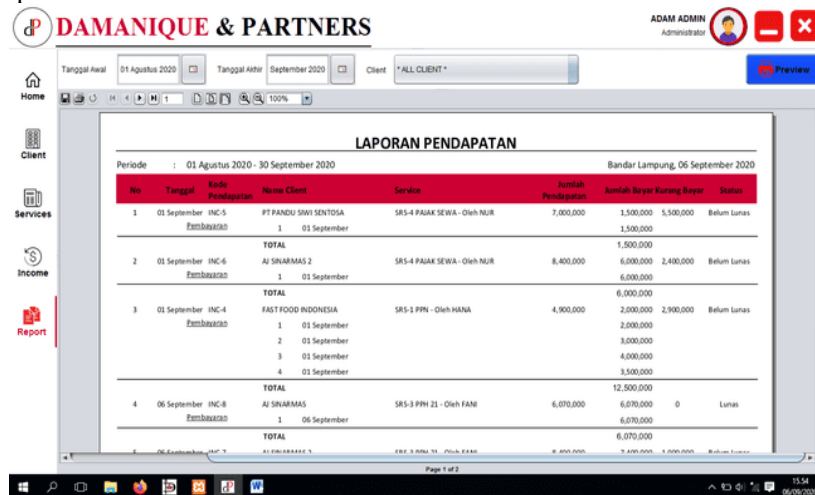 dP DAMANIQUE & PARTNERS
ADAM ADMIN
Administrator
Tanggal Awal 01 Agustus 2020 Tanggal Akhir September 2020 Client *ALL CLIENT* Preview
1 100%
Home
Client
Services
Income
Report
LAPORAN PENDAPATAN
Periode : 01 Agustus 2020 - 30 September 2020 Bandar Lampung, 06 September 2020
No Tanggal Kode Pendapatan Nama Client Service Jumlah Pendapatan Jumlah Bayar Kurang Bayar Status
1 01 September INC-5 PT PANDU SIWI SENTOSA SRS-4 PAJAK SEWA - Oleh NUR 7,000,000 1,500,000 5,500,000 Belum Lunas
Pembayaran 1 01 September 1,500,000
TOTAL 1,500,000
2 01 September INC-6 AJ SINARMAS 2 SRS-4 PAJAK SEWA - Oleh NUR 8,400,000 6,000,000 2,400,000 Belum Lunas
Pembayaran 1 01 September 6,000,000
TOTAL 6,000,000
3 01 September INC-4 FAST FOOD INDONESIA SRS-1 PPN - Oleh HANA 4,900,000 2,000,000 2,900,000 Belum Lunas
Pembayaran 1 01 September 2,000,000
2 01 September 3,000,000
3 01 September 4,000,000
4 01 September 3,500,000
TOTAL 12,500,000
4 06 September INC-8 AJ SINARMAS SRS-3 PPH 21 - Oleh FANI 6,070,000 6,070,000 0 Lunas
Pembayaran 1 06 September 6,070,000
TOTAL 6,070,000
Page 1 of 2
15.54